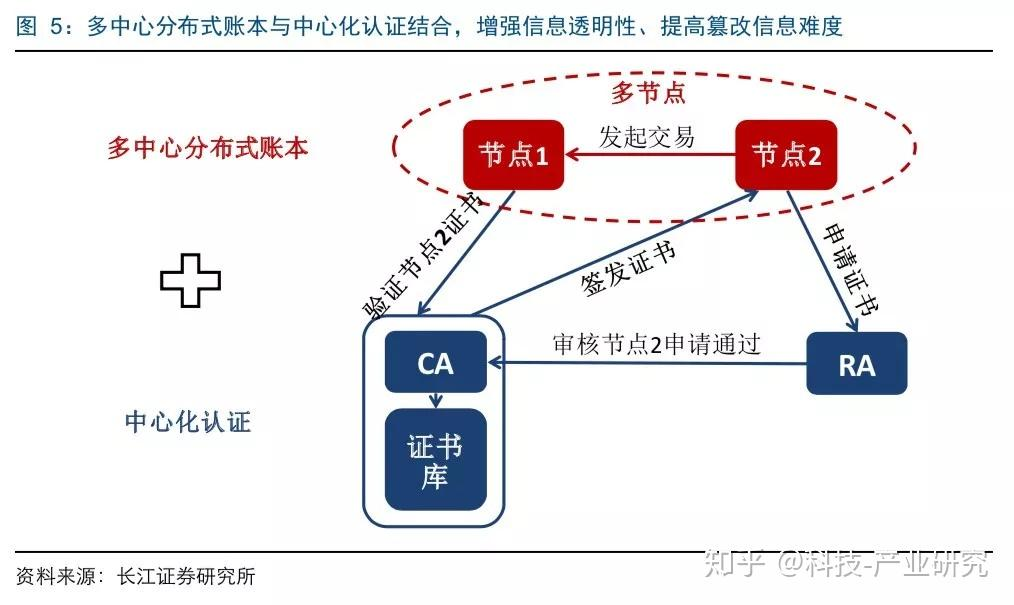 图 5：多中心分布式账本与中心化认证结合，增强信息透明性、提高篡改信息难度
多节点
多中心分布式账本
节点1
发起交易
节点2
验证节点2证书
签发证书
申请证书
CA
审核节点2申请通过
RA
中心化认证
证书
库
资料来源：长江证券研究所
知乎 @科技-产业研究